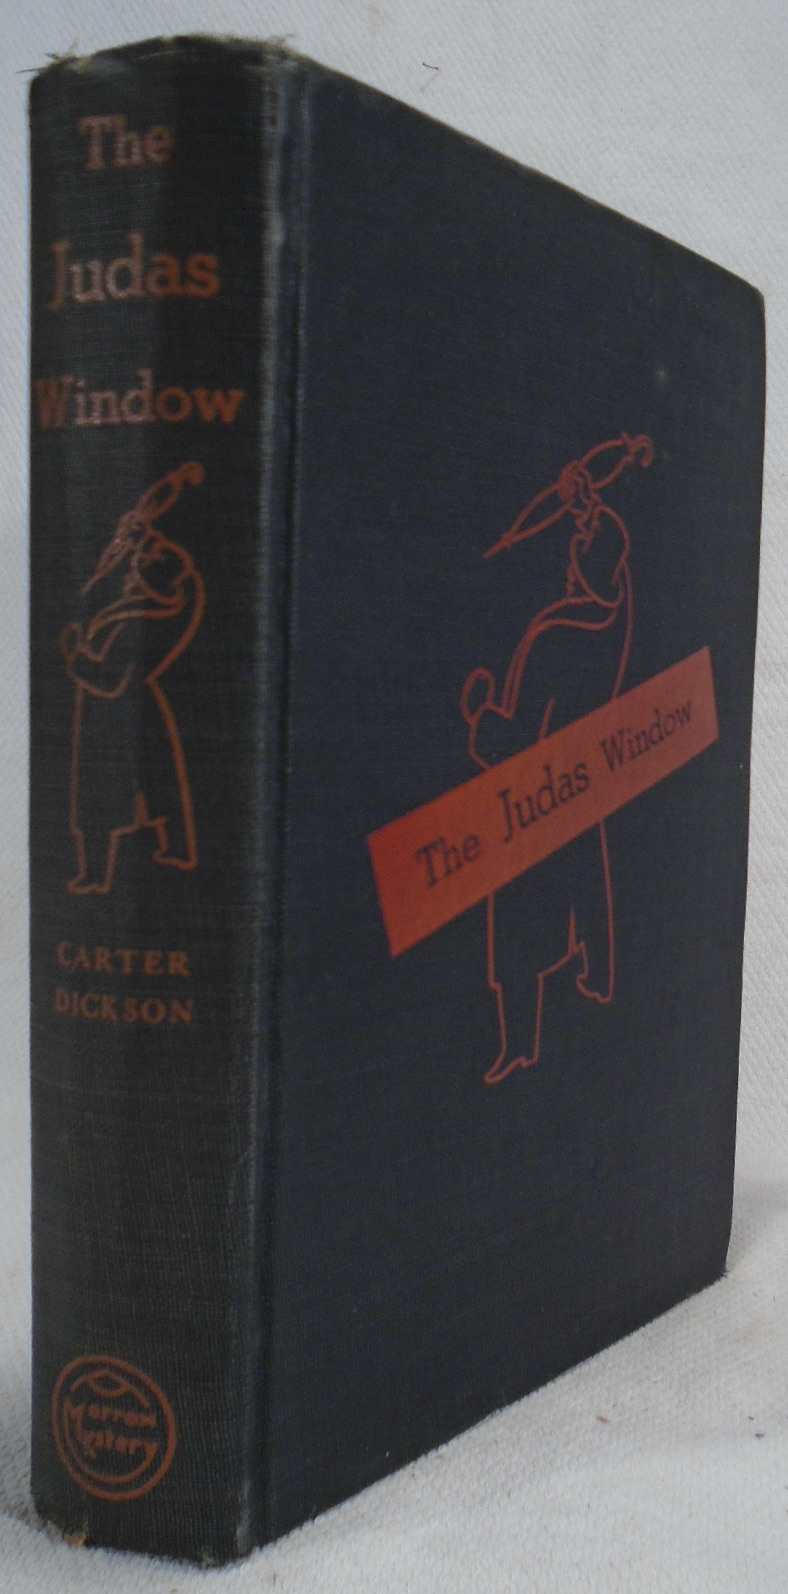 The
Judas
Window
CARTER
DICKSON
Morrow
Mystery
The Judas Window